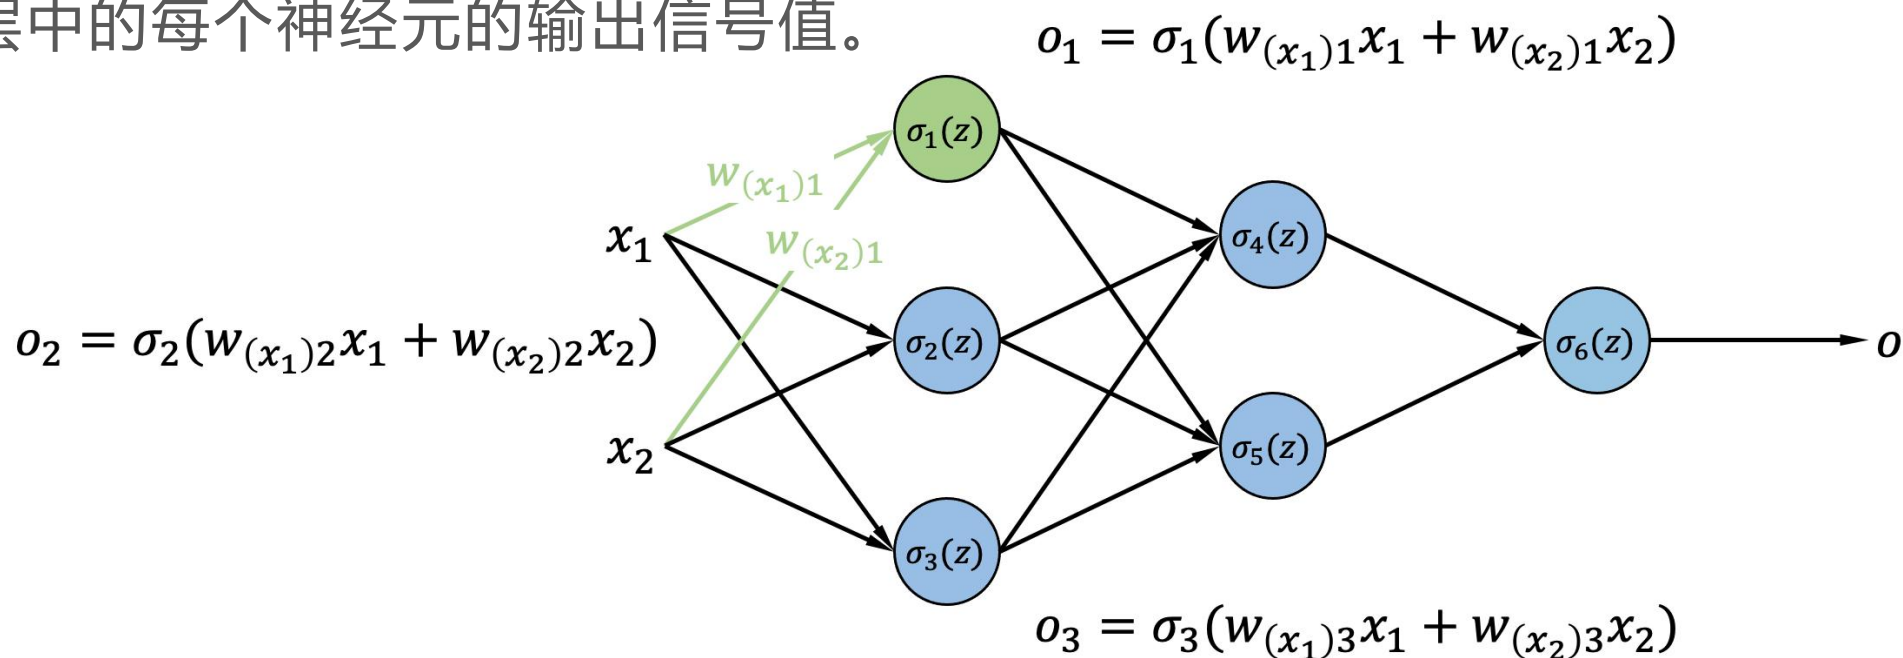 层中的每个神经元的输出信号值。
o₁ = σ₁(w₍ₓ₁₎1x₁ + w₍ₓ₂₎1x₂)
σ₁(z)
w₍ₓ₁₎1
w₍ₓ₂₎1
x₁
σ₄(z)
o₂ = σ₂(w₍ₓ₁₎2x₁ + w₍ₓ₂₎2x₂)
σ₂(z)
σ₆(z)
o
x₂
σ₅(z)
σ₃(z)
o₃ = σ₃(w₍ₓ₁₎3x₁ + w₍ₓ₂₎3x₂)